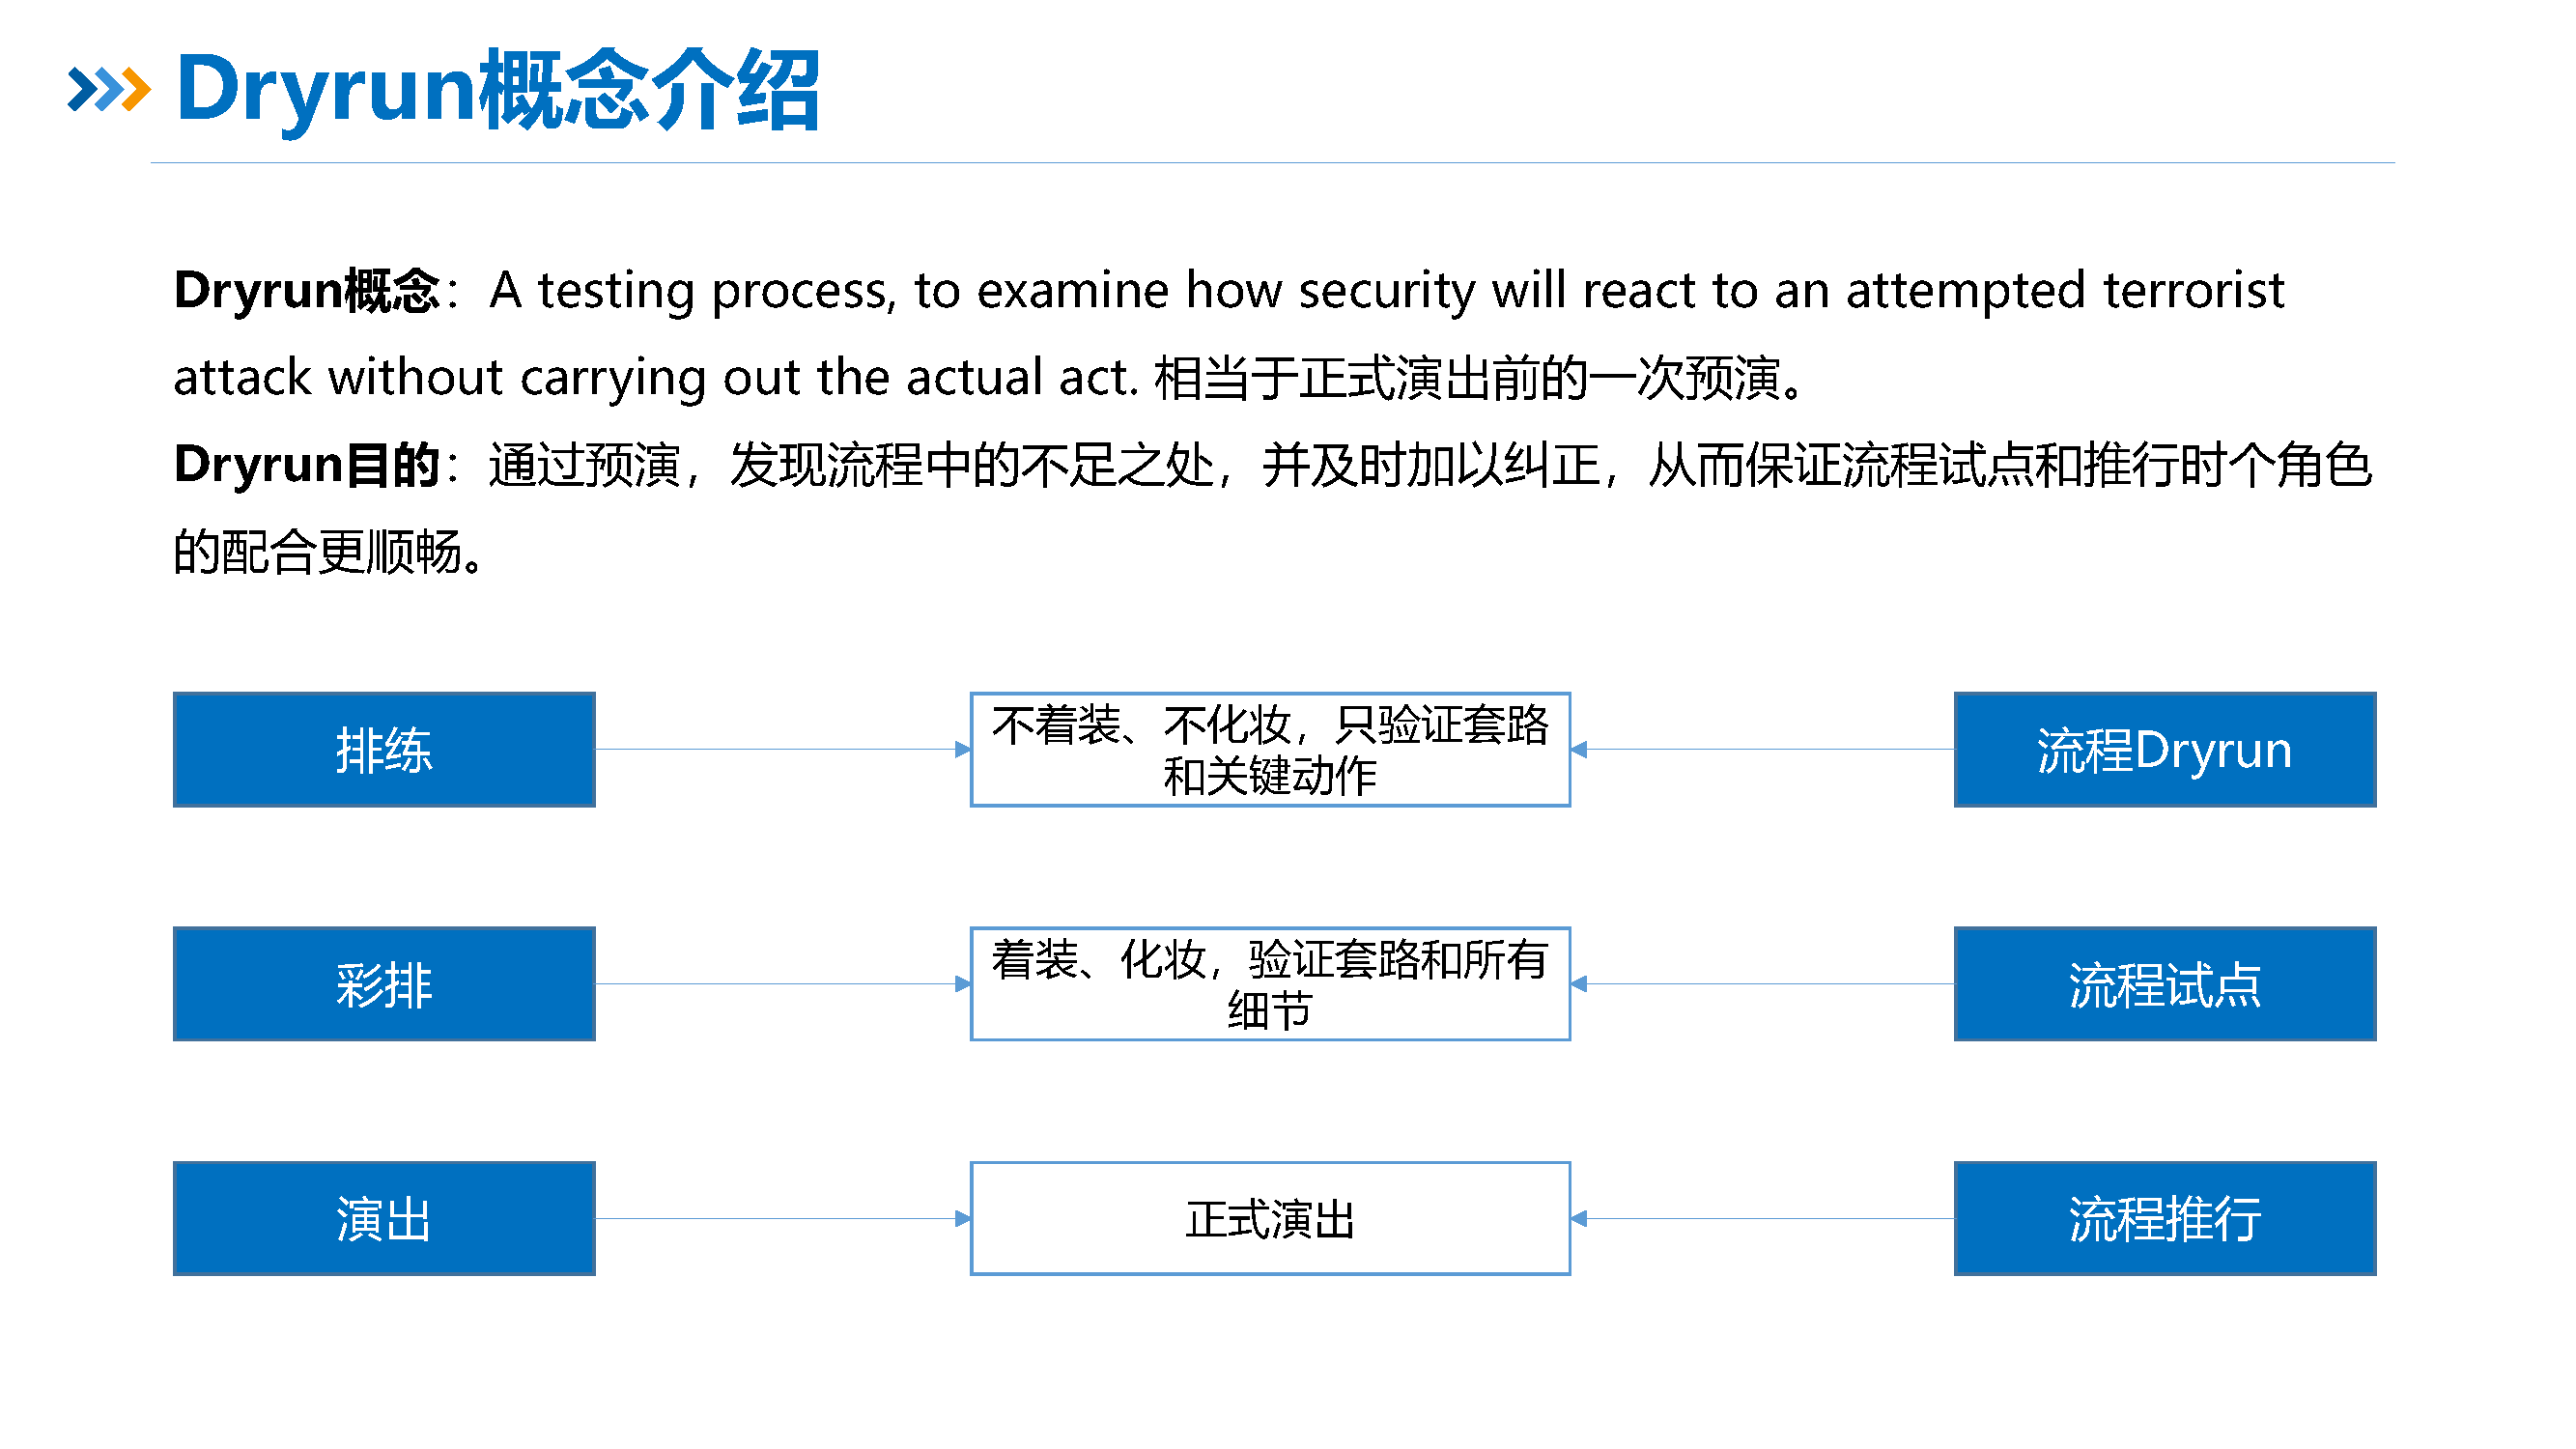 Dryrun概念介绍
Dryrun概念：A testing process, to examine how security will react to an attempted terrorist
attack without carrying out the actual act. 相当于正式演出前的一次预演。
Dryrun目的：通过预演，发现流程中的不足之处，并及时加以纠正，从而保证流程试点和推行时个角色
的配合更顺畅。
排练
不着装、不化妆，只验证套路
和关键动作
流程Dryrun
彩排
着装、化妆，验证套路和所有
细节
流程试点
演出
正式演出
流程推行